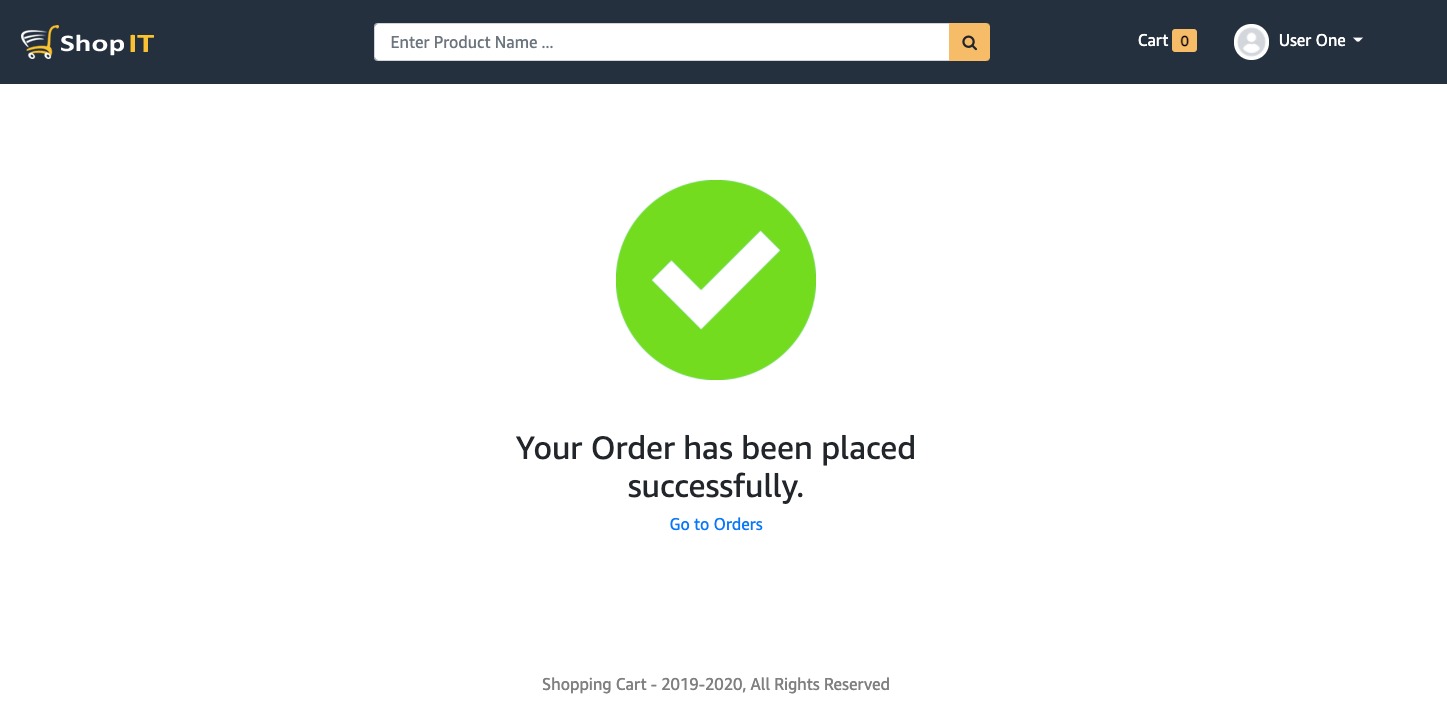 Shop IT
Enter Product Name ...
Cart 0
User One
Your Order has been placed
successfully.
Go to Orders
Shopping Cart - 2019-2020, All Rights Reserved